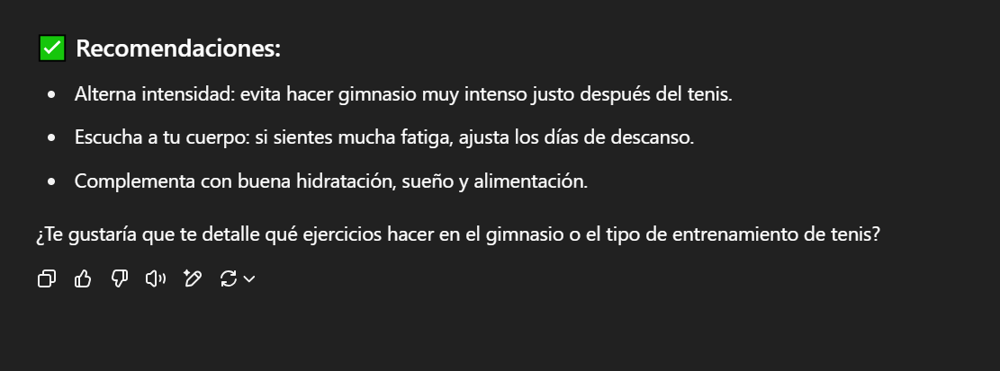 ✅ Recomendaciones:
• Alterna intensidad: evita hacer gimnasio muy intenso justo después del tenis.
• Escucha a tu cuerpo: si sientes mucha fatiga, ajusta los días de descanso.
• Complementa con buena hidratación, sueño y alimentación.
¿Te gustaría que te detalle qué ejercicios hacer en el gimnasio o el tipo de entrenamiento de tenis?